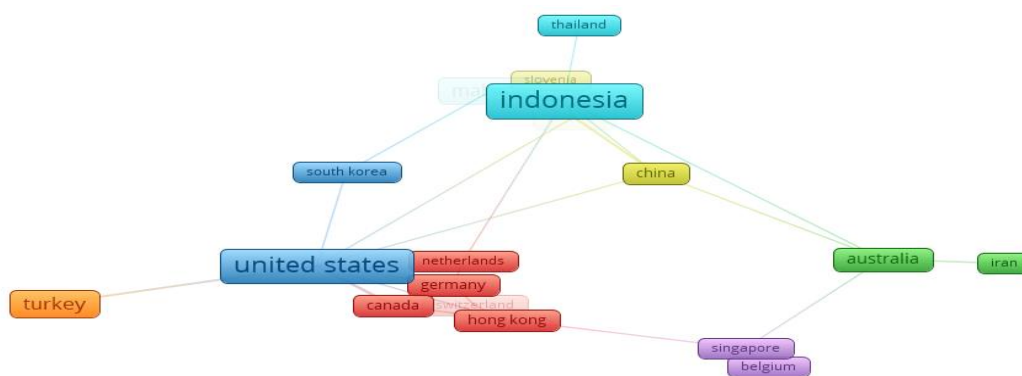 thailand
slovenia
indonesia
south korea
china
united states
netherlands
australia
iran
germany
switzerland
canada
turkey
hong kong
singapore
belgium